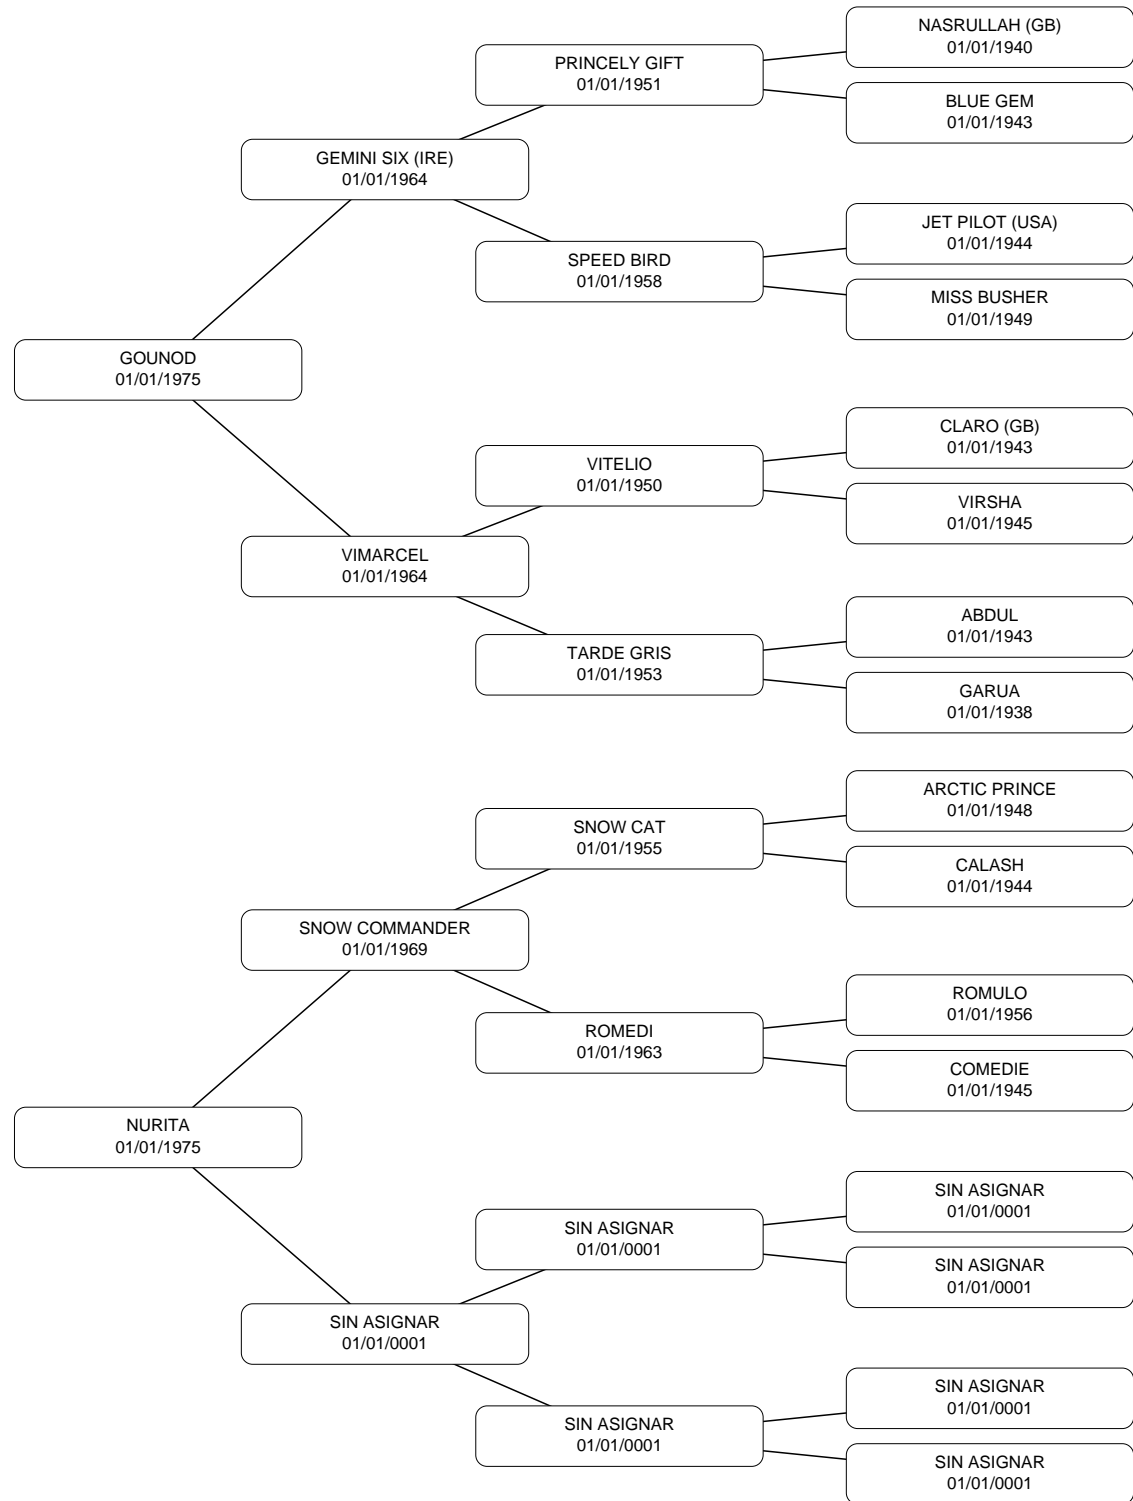 NASRULLAH (GB)
01/01/1940
PRINCELY GIFT
01/01/1951
BLUE GEM
01/01/1943
GEMINI SIX (IRE)
01/01/1964
JET PILOT (USA)
01/01/1944
SPEED BIRD
01/01/1958
MISS BUSHER
01/01/1949
GOUNOD
01/01/1975
CLARO (GB)
01/01/1943
VITELIO
01/01/1950
VIRSHA
01/01/1945
VIMARCEL
01/01/1964
ABDUL
01/01/1943
TARDE GRIS
01/01/1953
GARUA
01/01/1938
ARCTIC PRINCE
01/01/1948
SNOW CAT
01/01/1955
CALASH
01/01/1944
SNOW COMMANDER
01/01/1969
ROMULO
01/01/1956
ROMEDI
01/01/1963
COMEDIE
01/01/1945
NURITA
01/01/1975
SIN ASIGNAR
01/01/0001
SIN ASIGNAR
01/01/0001
SIN ASIGNAR
01/01/0001
SIN ASIGNAR
01/01/0001
SIN ASIGNAR
01/01/0001
SIN ASIGNAR
01/01/0001
SIN ASIGNAR
01/01/0001